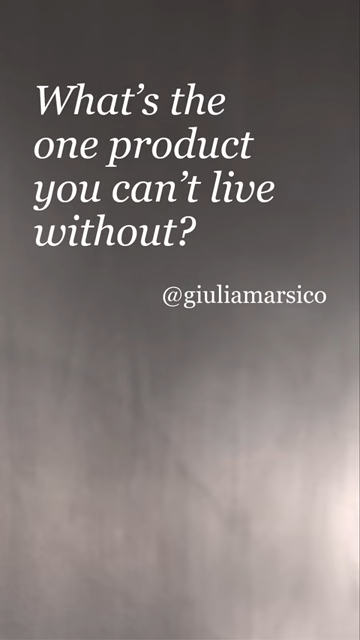 What’s the
one product
you can’t live
without?
@giuliamarsico